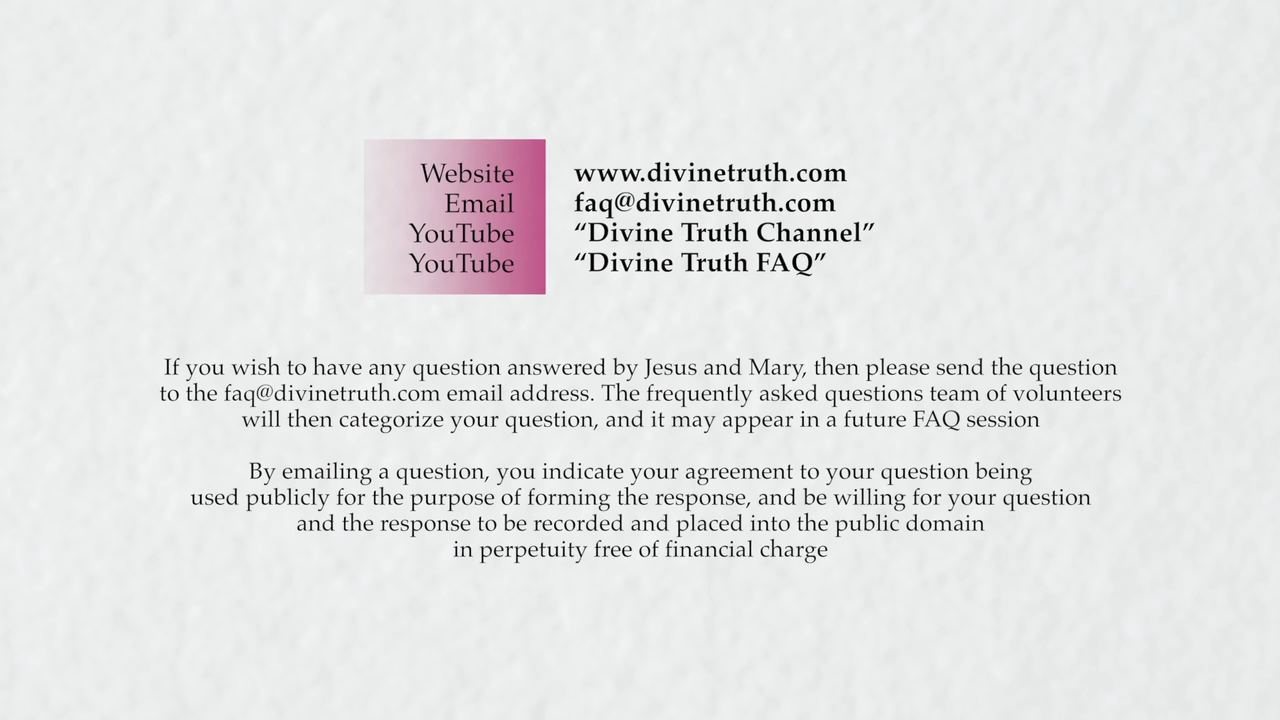 Website www.divinetruth.com
Email faq@divinetruth.com
YouTube “Divine Truth Channel”
YouTube “Divine Truth FAQ”
If you wish to have any question answered by Jesus and Mary, then please send the question
to the faq@divinetruth.com email address. The frequently asked questions team of volunteers
will then categorize your question, and it may appear in a future FAQ session
By emailing a question, you indicate your agreement to your question being
used publicly for the purpose of forming the response, and be willing for your question
and the response to be recorded and placed into the public domain
in perpetuity free of financial charge